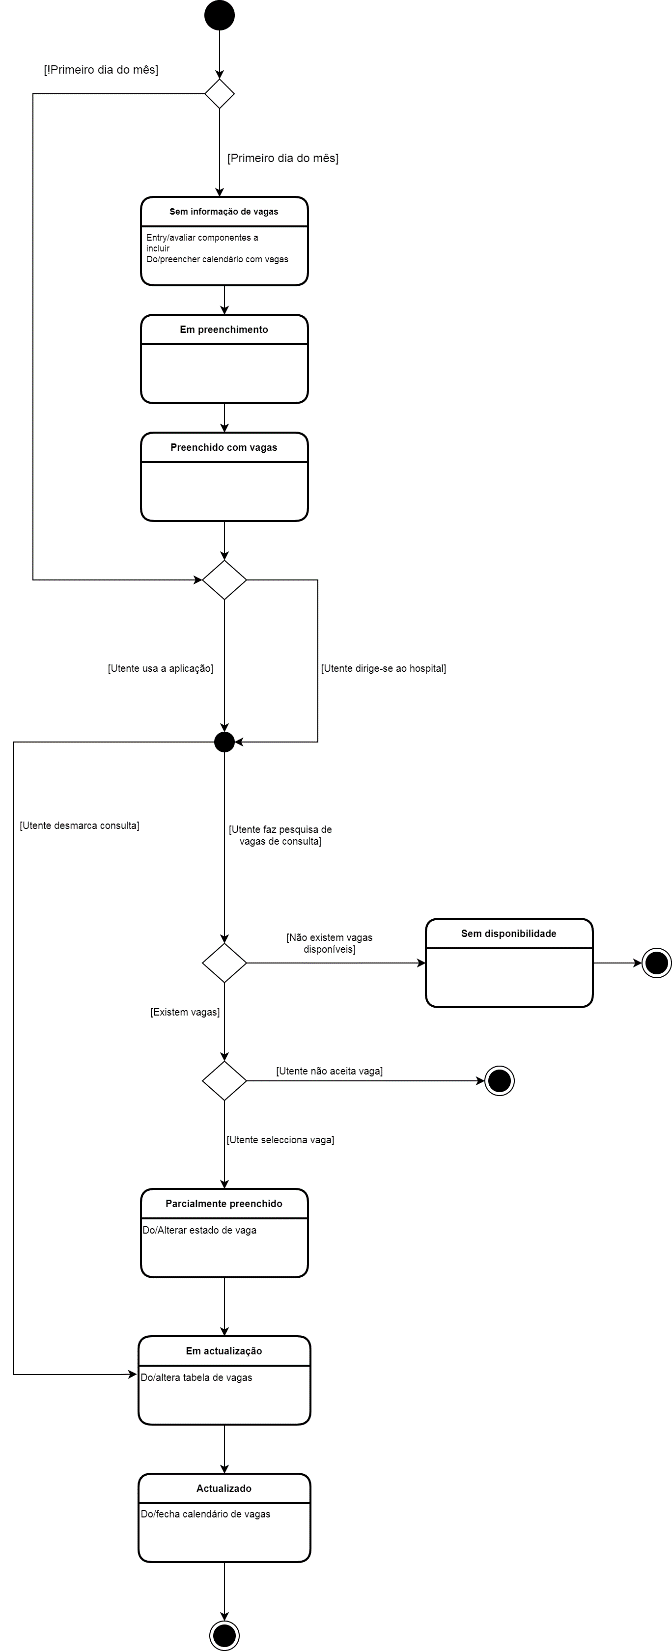 [!Primeiro dia do mês]
[Primeiro dia do mês]
Sem informação de vagas
Entry/avaliar componentes a
incluir
Do/preencher calendário com vagas
Em preenchimento
Preenchido com vagas
[Utente usa a aplicação]
[Utente dirige-se ao hospital]
[Utente desmarca consulta]
[Utente faz pesquisa de
vagas de consulta]
[Não existem vagas
disponíveis]
Sem disponibilidade
[Existem vagas]
[Utente não aceita vaga]
[Utente selecciona vaga]
Parcialmente preenchido
Do/Alterar estado de vaga
Em actualização
Do/altera tabela de vagas
Actualizado
Do/fecha calendário de vagas